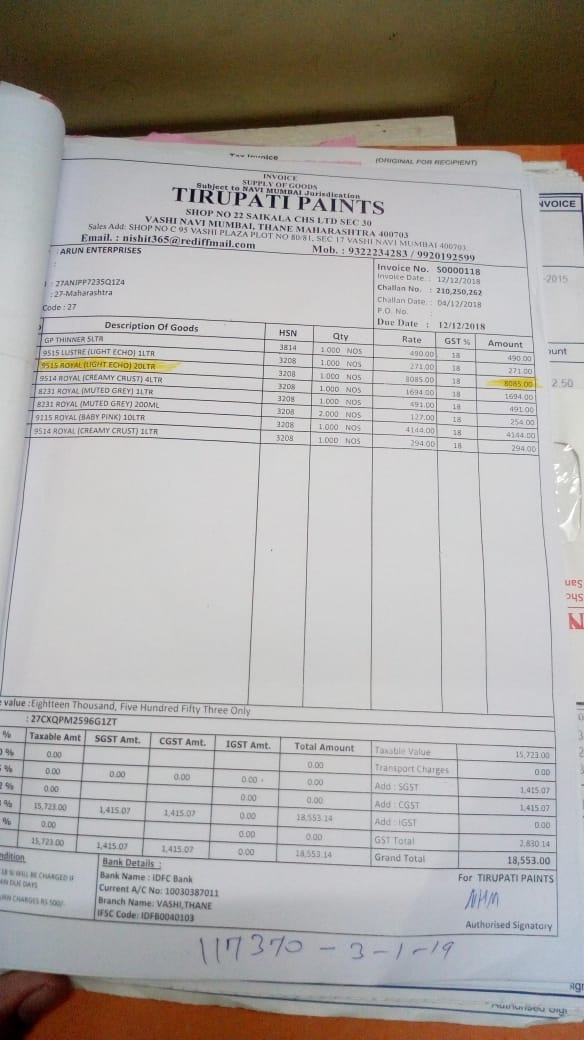 Tax Invoice
(ORIGINAL FOR RECIPIENT)
INVOICE
SUPPLY OF GOODS
Subject to NAVI MUMBAI Jurisdication
TIRUPATI PAINTS
SHOP NO 22 SAIKALA CHS LTD SEC 30
VASHI NAVI MUMBAI, THANE MAHARASHTRA 400703
Sales Add: SHOP NO C 95 VASHI PLAZA PLOT NO 80/81, SEC 17 VASHI NAVI MUMBAI 400703.
Email. : nishit365@rediffmail.com Mob. : 9322234283 / 9920192599
: ARUN ENTERPRISES
: 27ANJPP7235Q1Z4
: 27-Maharashtra
Code : 27
Invoice No. S0000118
Invoice Date. : 12/12/2018
Challan No. : 210,250,262
Challan Date. : 04/12/2018
P.O. No. :
Due Date : 12/12/2018
Description Of Goods HSN Qty Rate GST % Amount
GP THINNER 5LTR 3814 1.000 NOS 490.00 18 490.00
9515 LUSTRE (LIGHT ECHO) 1LTR 3208 1.000 NOS 271.00 18 271.00
9515 ROYAL (LIGHT ECHO) 20LTR 3208 1.000 NOS 8085.00 18 8085.00
9514 ROYAL (CREAMY CRUST) 4LTR 3208 1.000 NOS 1694.00 18 1694.00
8231 ROYAL (MUTED GREY) 1LTR 3208 1.000 NOS 491.00 18 491.00
8231 ROYAL (MUTED GREY) 200ML 3208 2.000 NOS 127.00 18 254.00
9115 ROYAL (BABY PINK) 10LTR 3208 1.000 NOS 4144.00 18 4144.00
9514 ROYAL (CREAMY CRUST) 1LTR 3208 1.000 NOS 294.00 18 294.00
value : Eighteen Thousand, Five Hundred Fifty Three Only
: 27CXQPM2596G1ZT
% Taxable Amt SGST Amt. CGST Amt. IGST Amt. Total Amount
% 0.00 0.00
% 0.00 0.00 0.00 0.00 0.00
% 0.00 0.00 0.00
% 15,723.00 1,415.07 1,415.07 0.00 18,553.14
% 0.00 0.00 0.00
15,723.00 1,415.07 1,415.07 0.00 18,553.14
Taxable Value 15,723.00
Transport Charges 0.00
Add : SGST 1,415.07
Add : CGST 1,415.07
Add : IGST 0.00
GST Total 2,830.14
Grand Total 18,553.00
18 % WILL BE CHARGED IF
DUE DAYS
CHARGES RS 500/-
Bank Details :
Bank Name : IDFC Bank
Current A/C No: 10030387011
Branch Name: VASHI,THANE
IFSC Code: IDFB0040103
For TIRUPATI PAINTS
Authorised Signatory
117370 - 3-1-19
NVOICE
-2015
ount
2.50